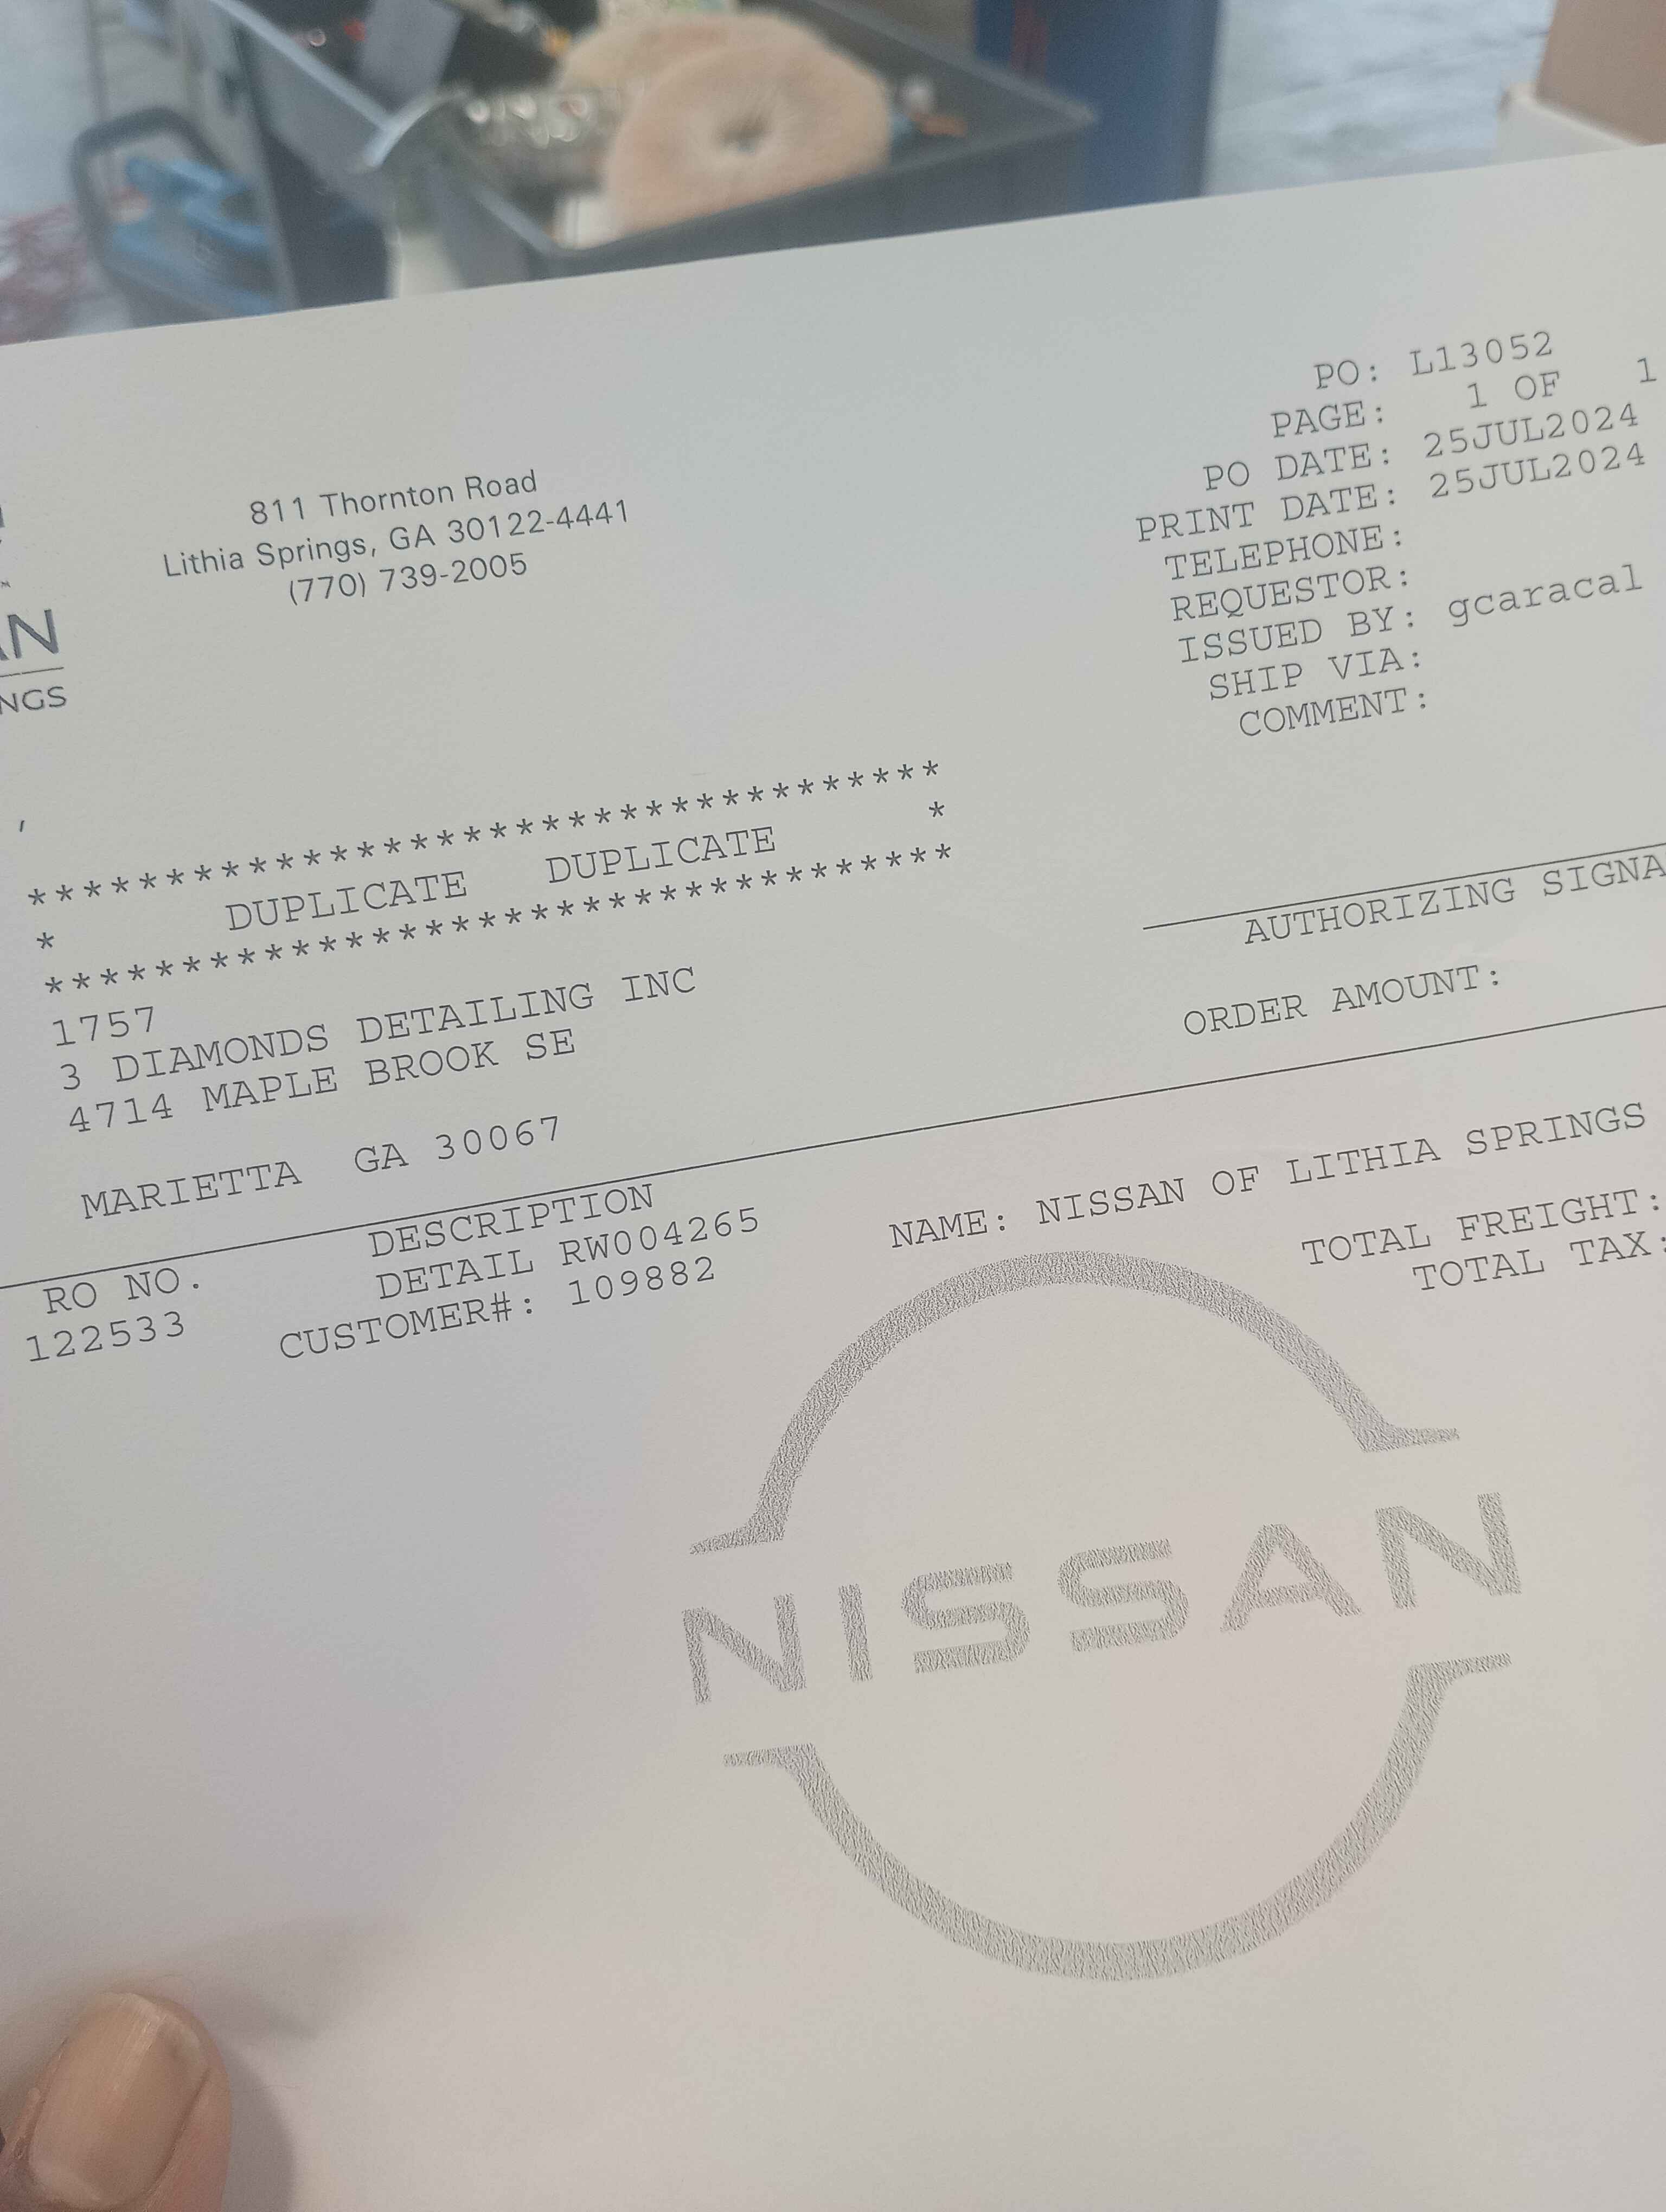 PO: L13052
PAGE: 1 OF 1
PO DATE: 25JUL2024
PRINT DATE: 25JUL2024
TELEPHONE:
REQUESTOR:
ISSUED BY: gcaracal
SHIP VIA:
COMMENT:
811 Thornton Road
Lithia Springs, GA 30122-4441
(770) 739-2005
AN
NGS
**********************************
* DUPLICATE DUPLICATE *
**********************************
1757
3 DIAMONDS DETAILING INC
4714 MAPLE BROOK SE
MARIETTA GA 30067
AUTHORIZING SIGNA
ORDER AMOUNT:
RO NO. DESCRIPTION
122533 DETAIL RW004265
CUSTOMER#: 109882
NAME: NISSAN OF LITHIA SPRINGS
TOTAL FREIGHT:
TOTAL TAX:
NISSAN